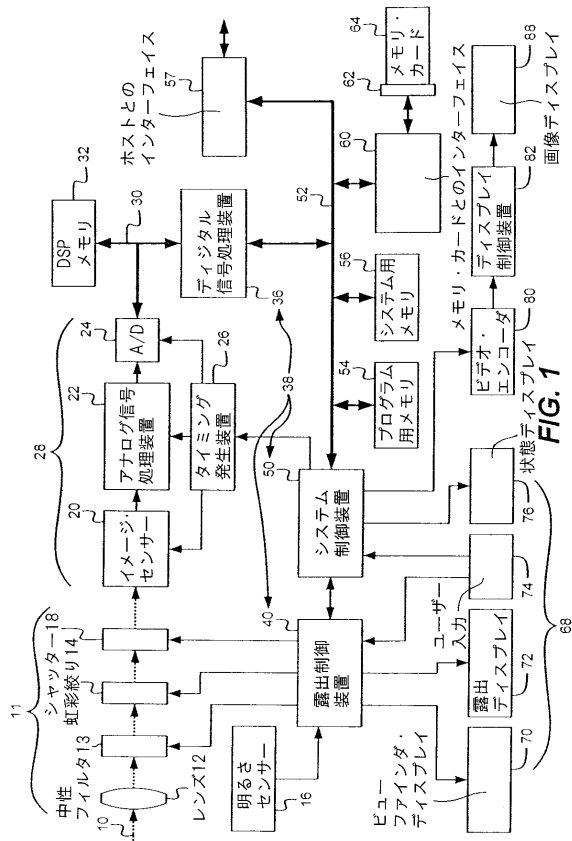 11
10
レンズ12
中性
フィルタ13
虹彩絞り14
シャッター18
28
20
イメージ・
センサー
22
アナログ信号
処理装置
24
A/D
タイミング
発生装置
26
30
DSP
メモリ
32
ディジタル
信号処理装置
36
38
ホストとの
インターフェイス
57
明るさ
センサー
16
40
露出制御
装置
50
システム
制御装置
52
プログラム
用メモリ
54
システム用
メモリ
56
60
メモリ・カードとのインターフェイス
62
メモリ・
カード
64
ビュー
ファインダ・
ディスプレイ
70
露出
ディスプレイ
72
ユーザー
入力
74
状態ディスプレイ
76
68
ビデオ・
エンコーダ
80
ディスプレイ
制御装置
82
画像ディスプレイ
88
FIG. 1